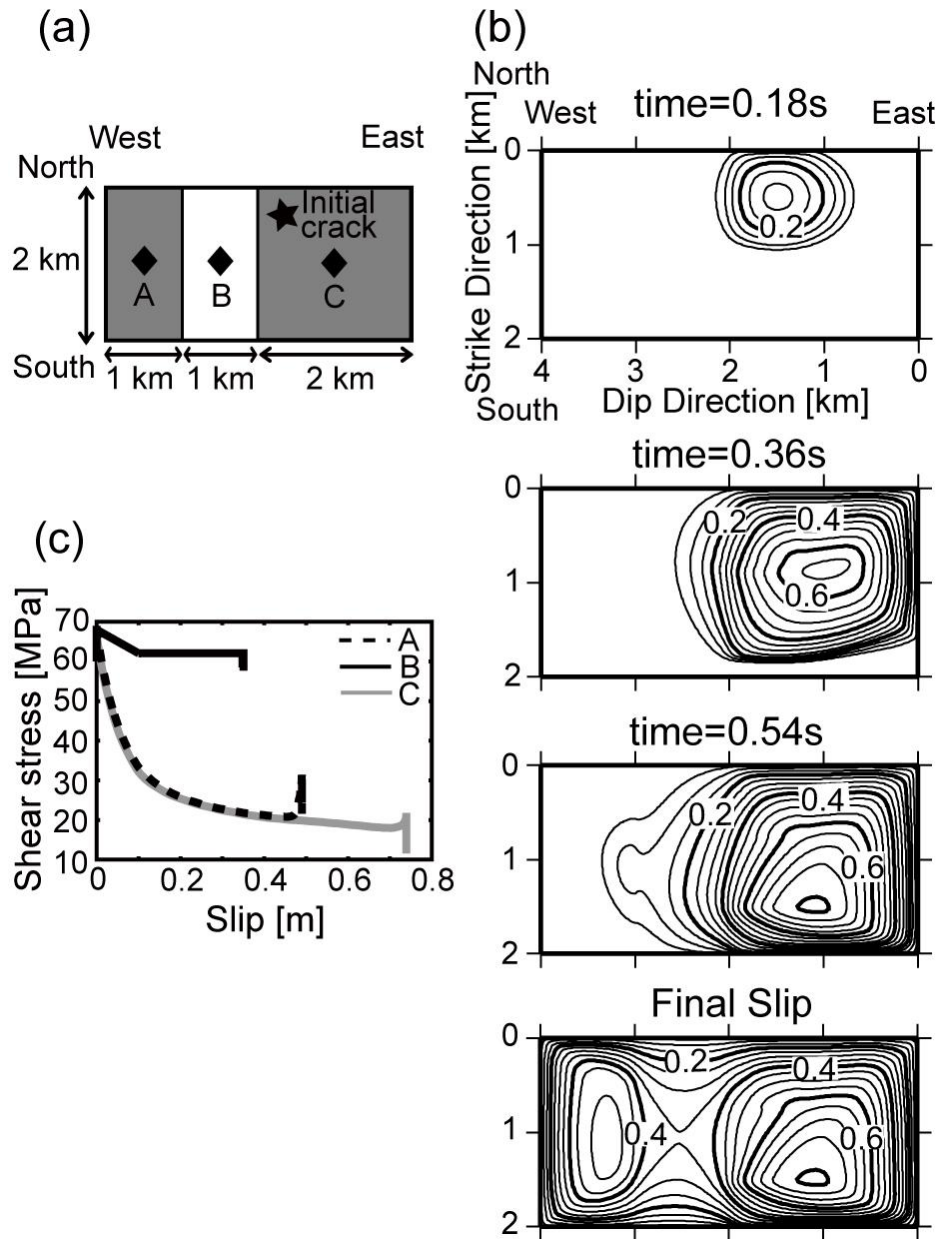 (a)
West East
North
Initial
crack
2 km
A B C
South
1 km 1 km 2 km
(b)
North
West time=0.18s East
Strike Direction [km]
0
0.2
1
2
4 3 2 1 0
Dip Direction [km]
South
time=0.36s
0
0.2 0.4
1
0.6
2
time=0.54s
0
0.2 0.4
1 0.6
2
Final Slip
0
0.2 0.4
1 0.4 0.6
2
(c)
Shear stress [MPa]
70
60
50
40
30
20
10
A
B
C
0 0.2 0.4 0.6 0.8
Slip [m]